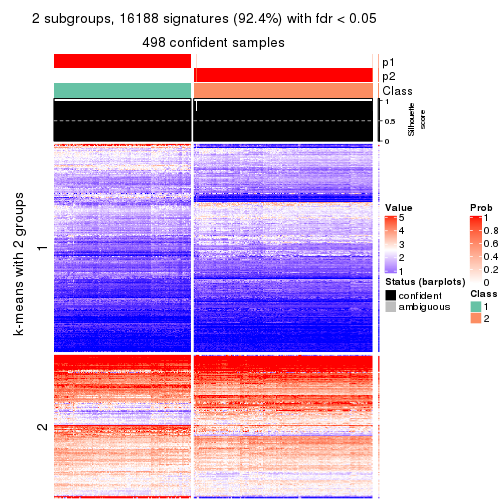 2 subgroups, 16188 signatures (92.4%) with fdr < 0.05
498 confident samples
p1
p2
Class
1
0.5
0
Silhouette
score
k-means with 2 groups
1
2
Value
5
4
3
2
1
Status (barplots)
confident
ambiguous
Prob
1
0.8
0.6
0.4
0.2
0
Class
1
2